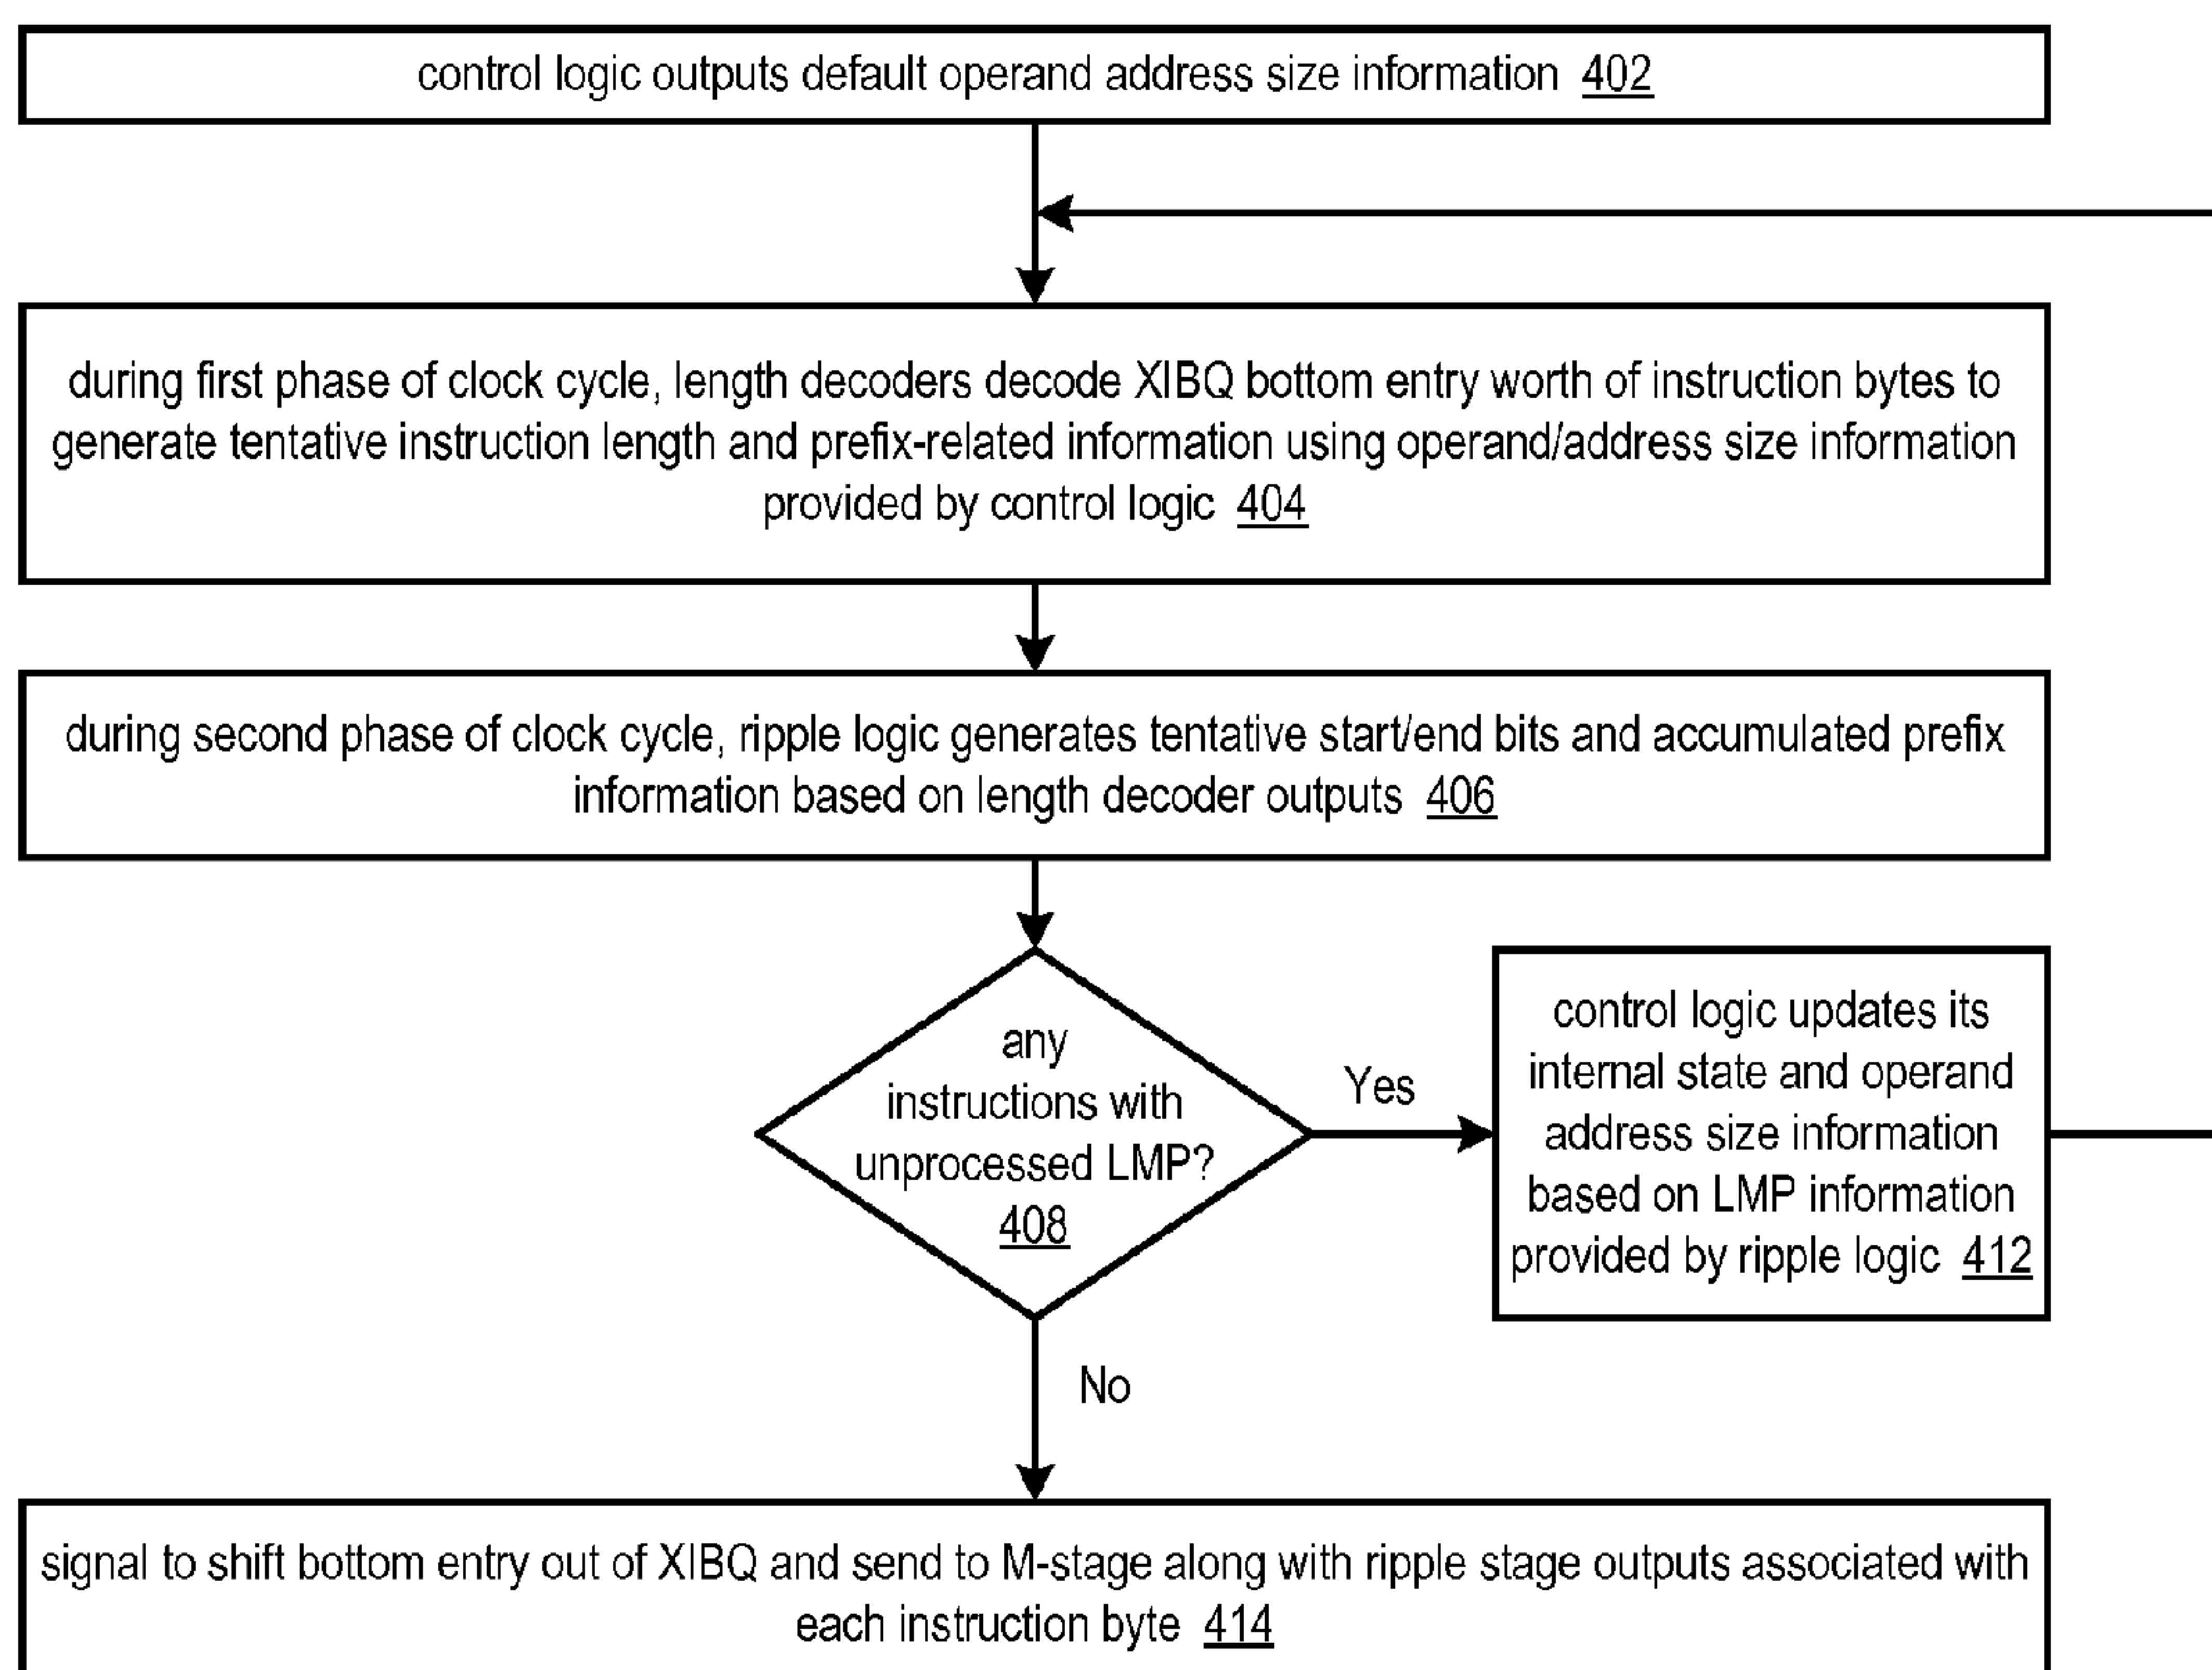 control logic outputs default operand address size information 402
during first phase of clock cycle, length decoders decode XIBQ bottom entry worth of instruction bytes to
generate tentative instruction length and prefix-related information using operand/address size information
provided by control logic 404
during second phase of clock cycle, ripple logic generates tentative start/end bits and accumulated prefix
information based on length decoder outputs 406
any
instructions with
unprocessed LMP?
408
Yes
control logic updates its
internal state and operand
address size information
based on LMP information
provided by ripple logic 412
No
signal to shift bottom entry out of XIBQ and send to M-stage along with ripple stage outputs associated with
each instruction byte 414